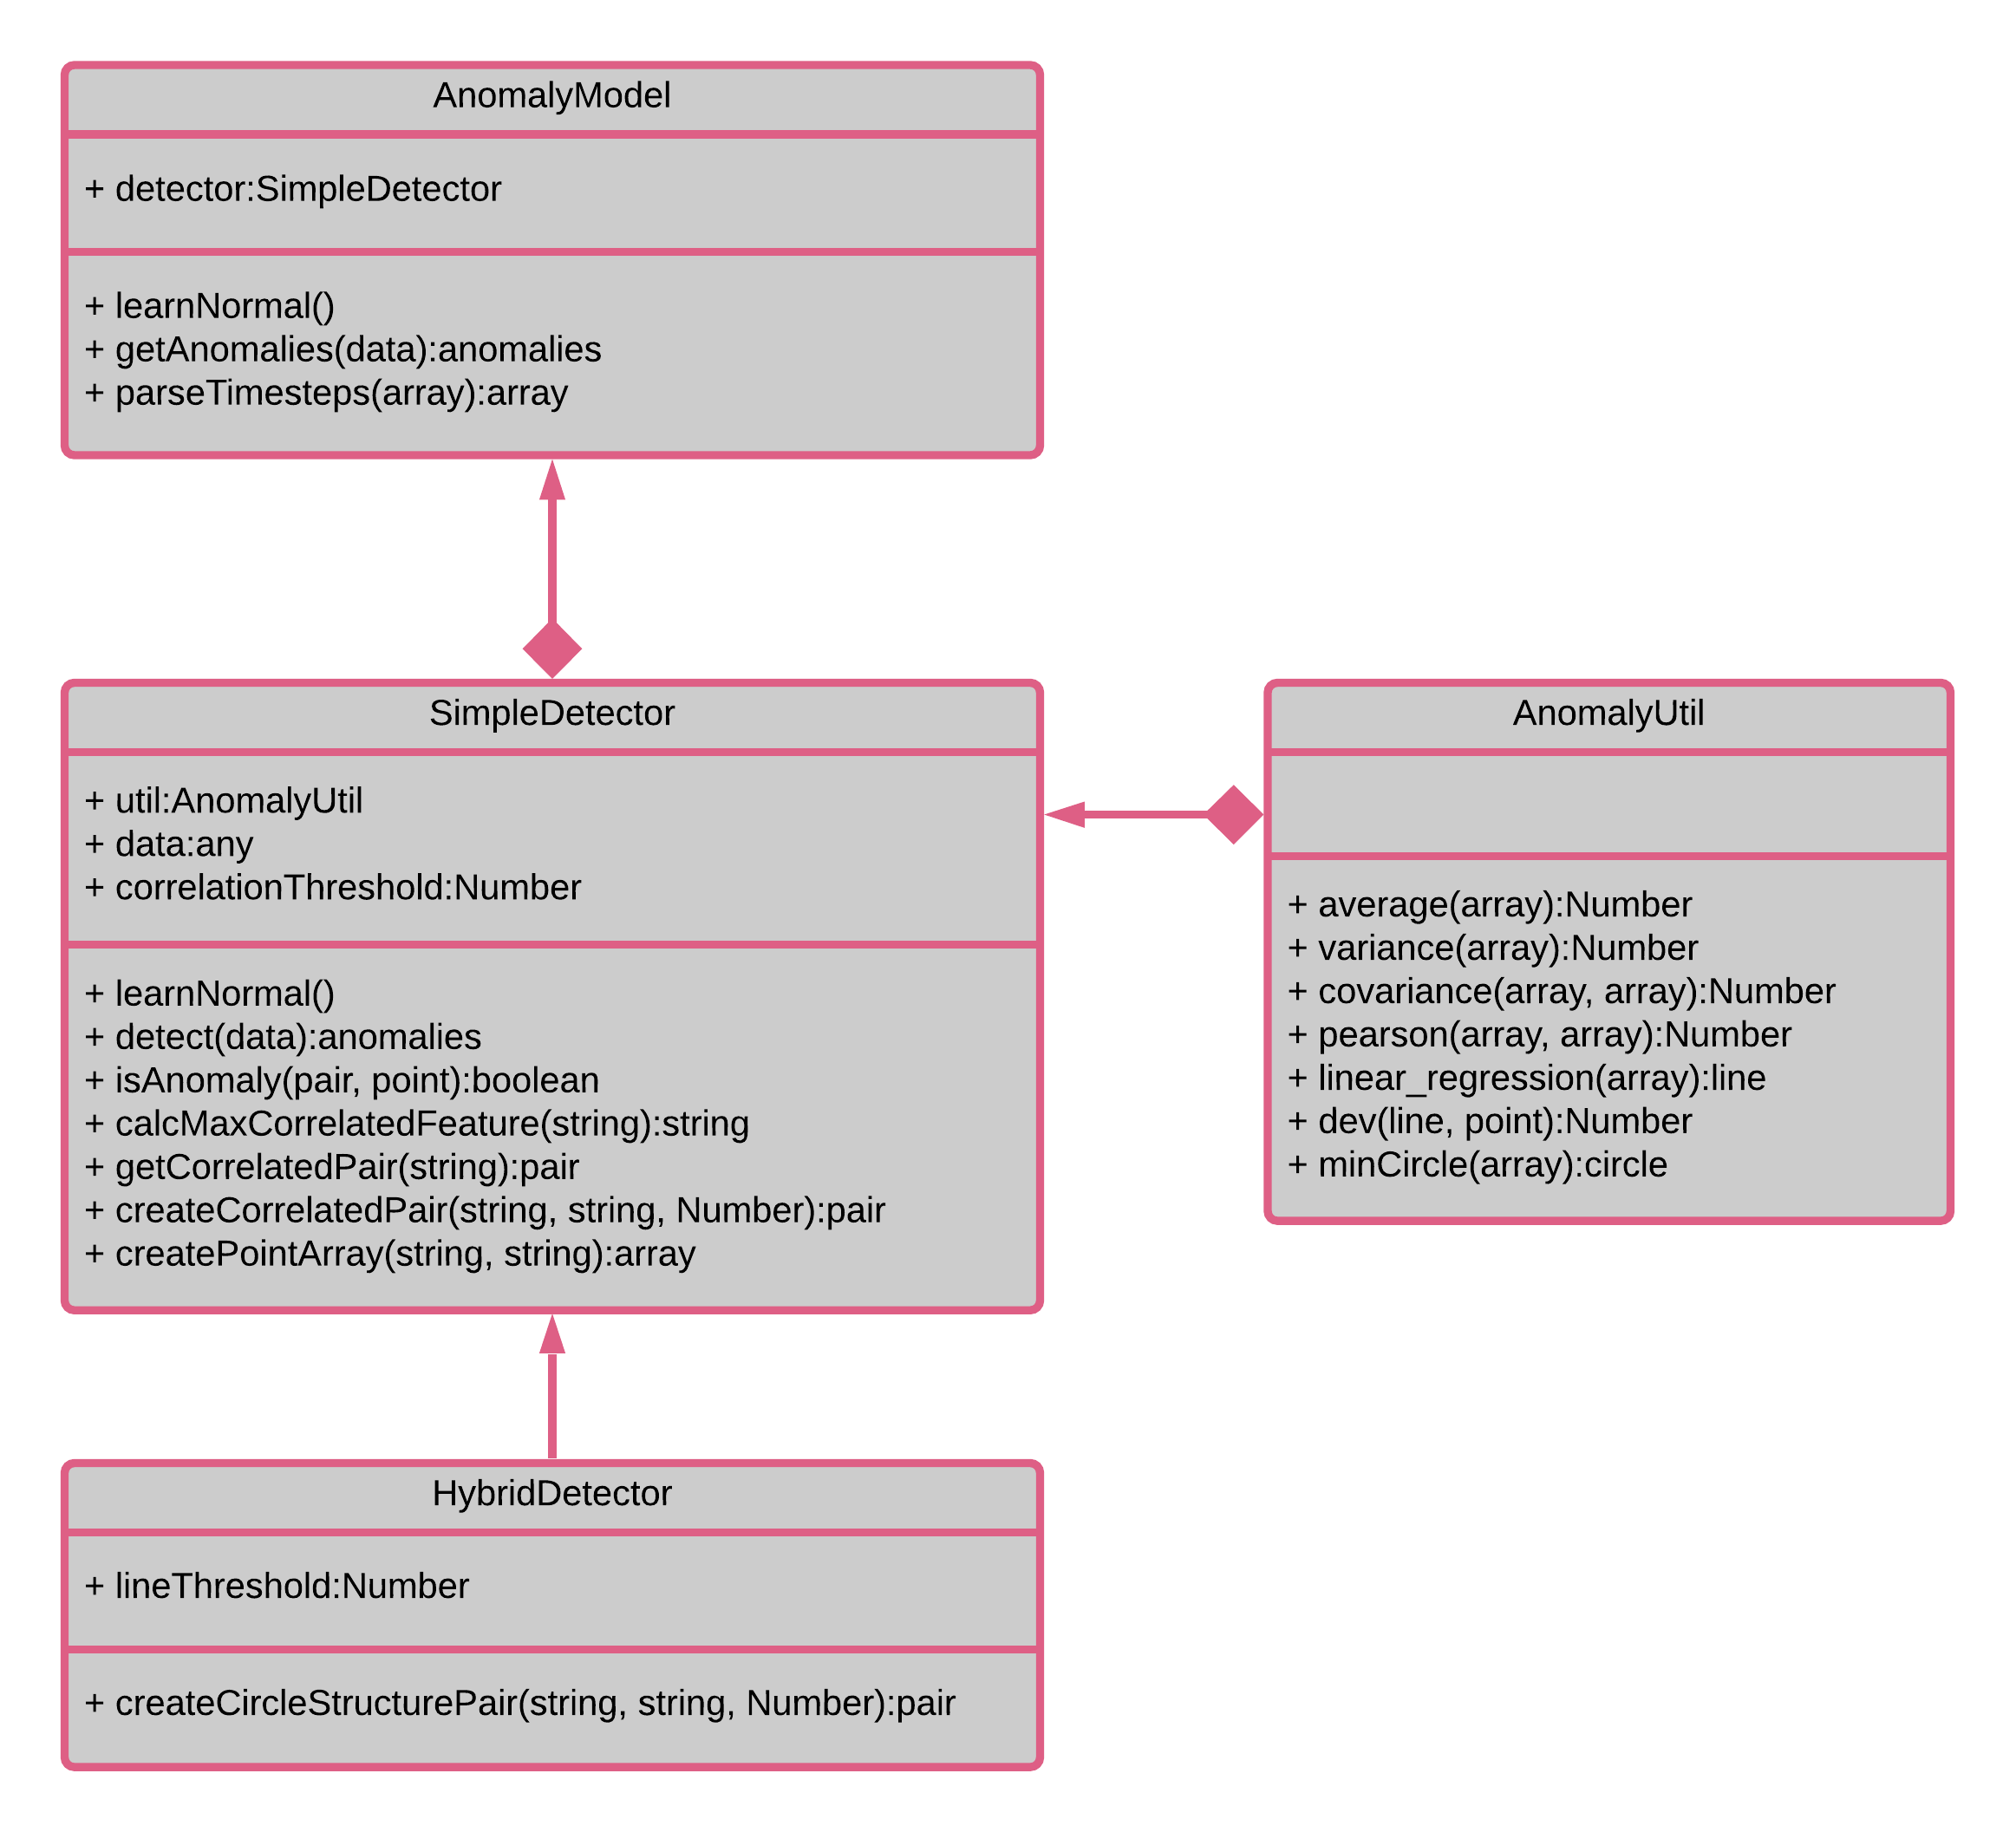 AnomalyModel
+ detector:SimpleDetector
+ learnNormal()
+ getAnomalies(data):anomalies
+ parseTimesteps(array):array
SimpleDetector
+ util:AnomalyUtil
+ data:any
+ correlationThreshold:Number
+ learnNormal()
+ detect(data):anomalies
+ isAnomaly(pair, point):boolean
+ calcMaxCorrelatedFeature(string):string
+ getCorrelatedPair(string):pair
+ createCorrelatedPair(string, string, Number):pair
+ createPointArray(string, string):array
AnomalyUtil
+ average(array):Number
+ variance(array):Number
+ covariance(array, array):Number
+ pearson(array, array):Number
+ linear_regression(array):line
+ dev(line, point):Number
+ minCircle(array):circle
HybridDetector
+ lineThreshold:Number
+ createCircleStructurePair(string, string, Number):pair